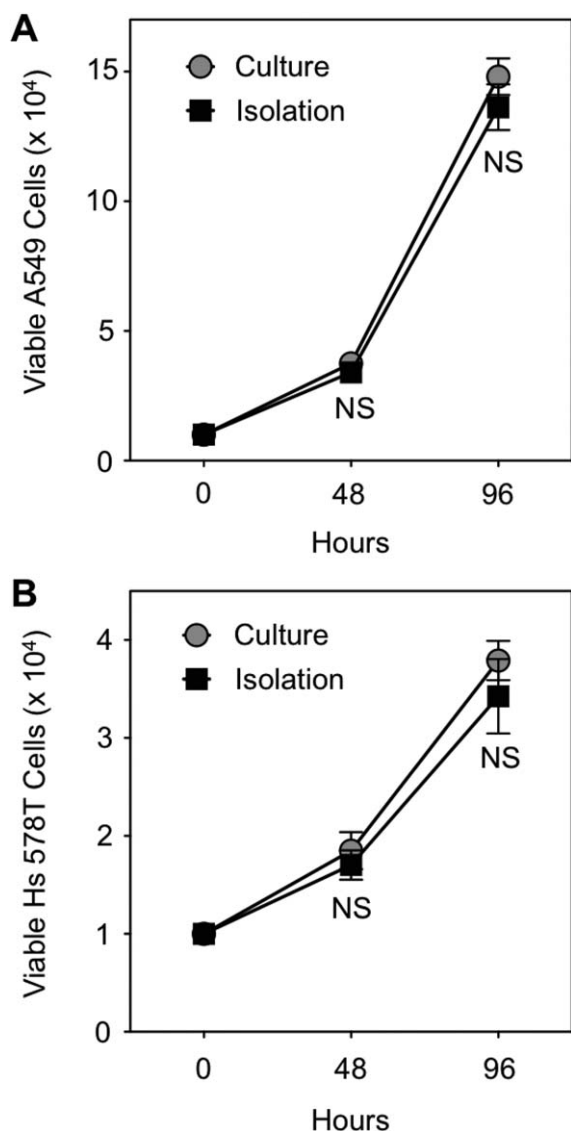 A
Viable A549 Cells (x 10⁴)
Culture
Isolation
15
10
5
0
NS
NS
0 48 96
Hours
B
Viable Hs 578T Cells (x 10⁴)
Culture
Isolation
4
3
2
1
0
NS
NS
0 48 96
Hours